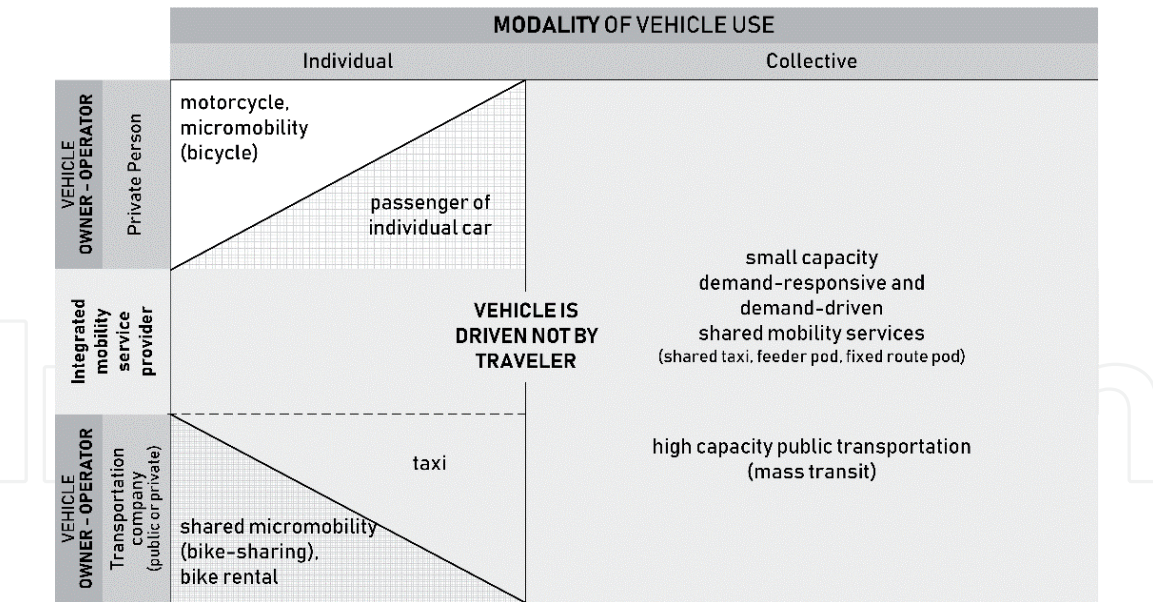 MODALITY OF VEHICLE USE
Individual
Collective
VEHICLE
OWNER - OPERATOR
Private Person
motorcycle,
micromobility
(bicycle)
passenger of
individual car
Integrated
mobility
service
provider
VEHICLE IS
DRIVEN NOT BY
TRAVELER
small capacity
demand-responsive and
demand-driven
shared mobility services
(shared taxi, feeder pod, fixed route pod)
VEHICLE
OWNER - OPERATOR
Transportation
company
(public or private)
taxi
shared micromobility
(bike-sharing),
bike rental
high capacity public transportation
(mass transit)